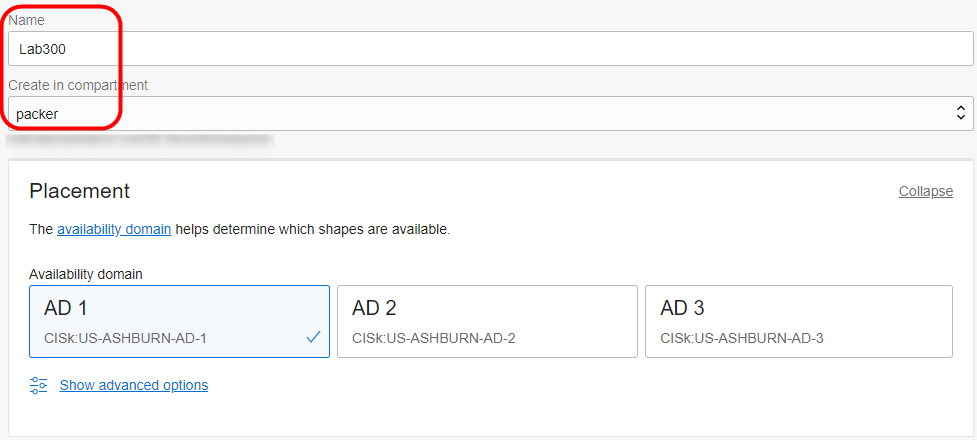 Name
Lab300
Create in compartment
packer
Placement
Collapse
The availability domain helps determine which shapes are available.
Availability domain
AD 1
CISk:US-ASHBURN-AD-1
AD 2
CISk:US-ASHBURN-AD-2
AD 3
CISk:US-ASHBURN-AD-3
Show advanced options